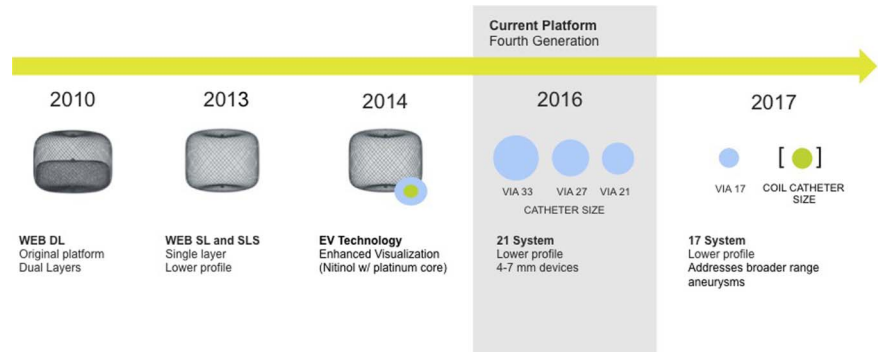 Current Platform
Fourth Generation
2010
2013
2014
2016
2017
VIA 33
VIA 27
VIA 21
CATHETER SIZE
VIA 17
[ ]
COIL CATHETER
SIZE
WEB DL
Original platform
Dual Layers
WEB SL and SLS
Single layer
Lower profile
EV Technology
Enhanced Visualization
(Nitinol w/ platinum core)
21 System
Lower profile
4-7 mm devices
17 System
Lower profile
Addresses broader range
aneurysms